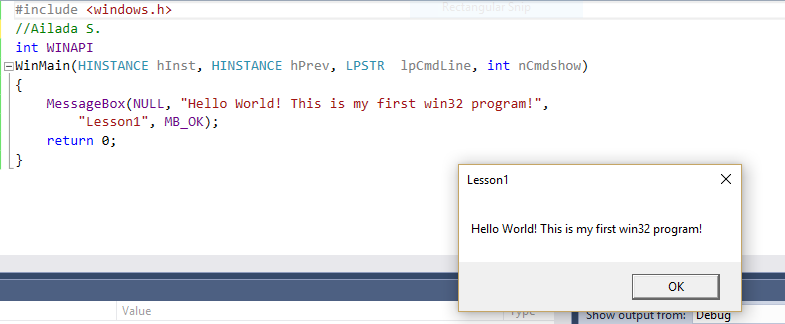 Rectangular Snip
#include <windows.h>
//Ailada S.
int WINAPI
WinMain(HINSTANCE hInst, HINSTANCE hPrev, LPSTR  lpCmdLine, int nCmdshow)
{
    MessageBox(NULL, "Hello World! This is my first win32 program!",
        "Lesson1", MB_OK);
    return 0;
}
Lesson1
Hello World! This is my first win32 program!
OK
Value
Type
Show output from: Debug